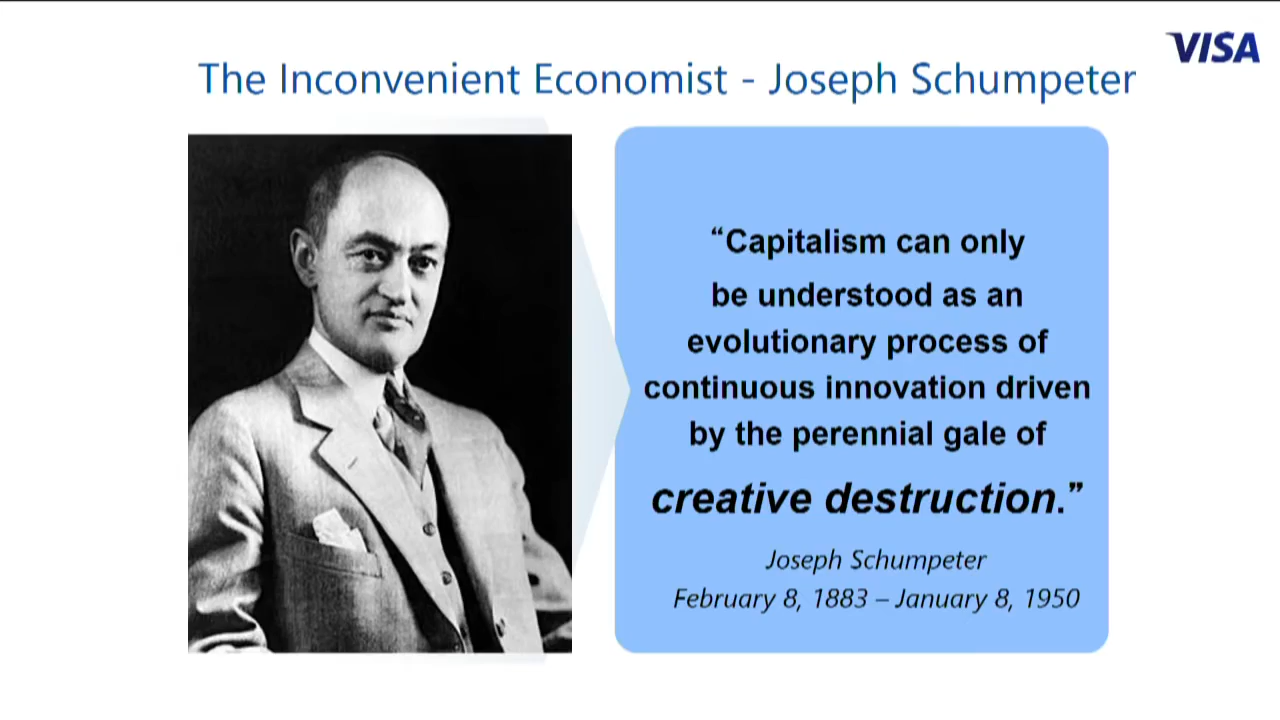 VISA
The Inconvenient Economist - Joseph Schumpeter
“Capitalism can only
be understood as an
evolutionary process of
continuous innovation driven
by the perennial gale of
creative destruction.”
Joseph Schumpeter
February 8, 1883 – January 8, 1950